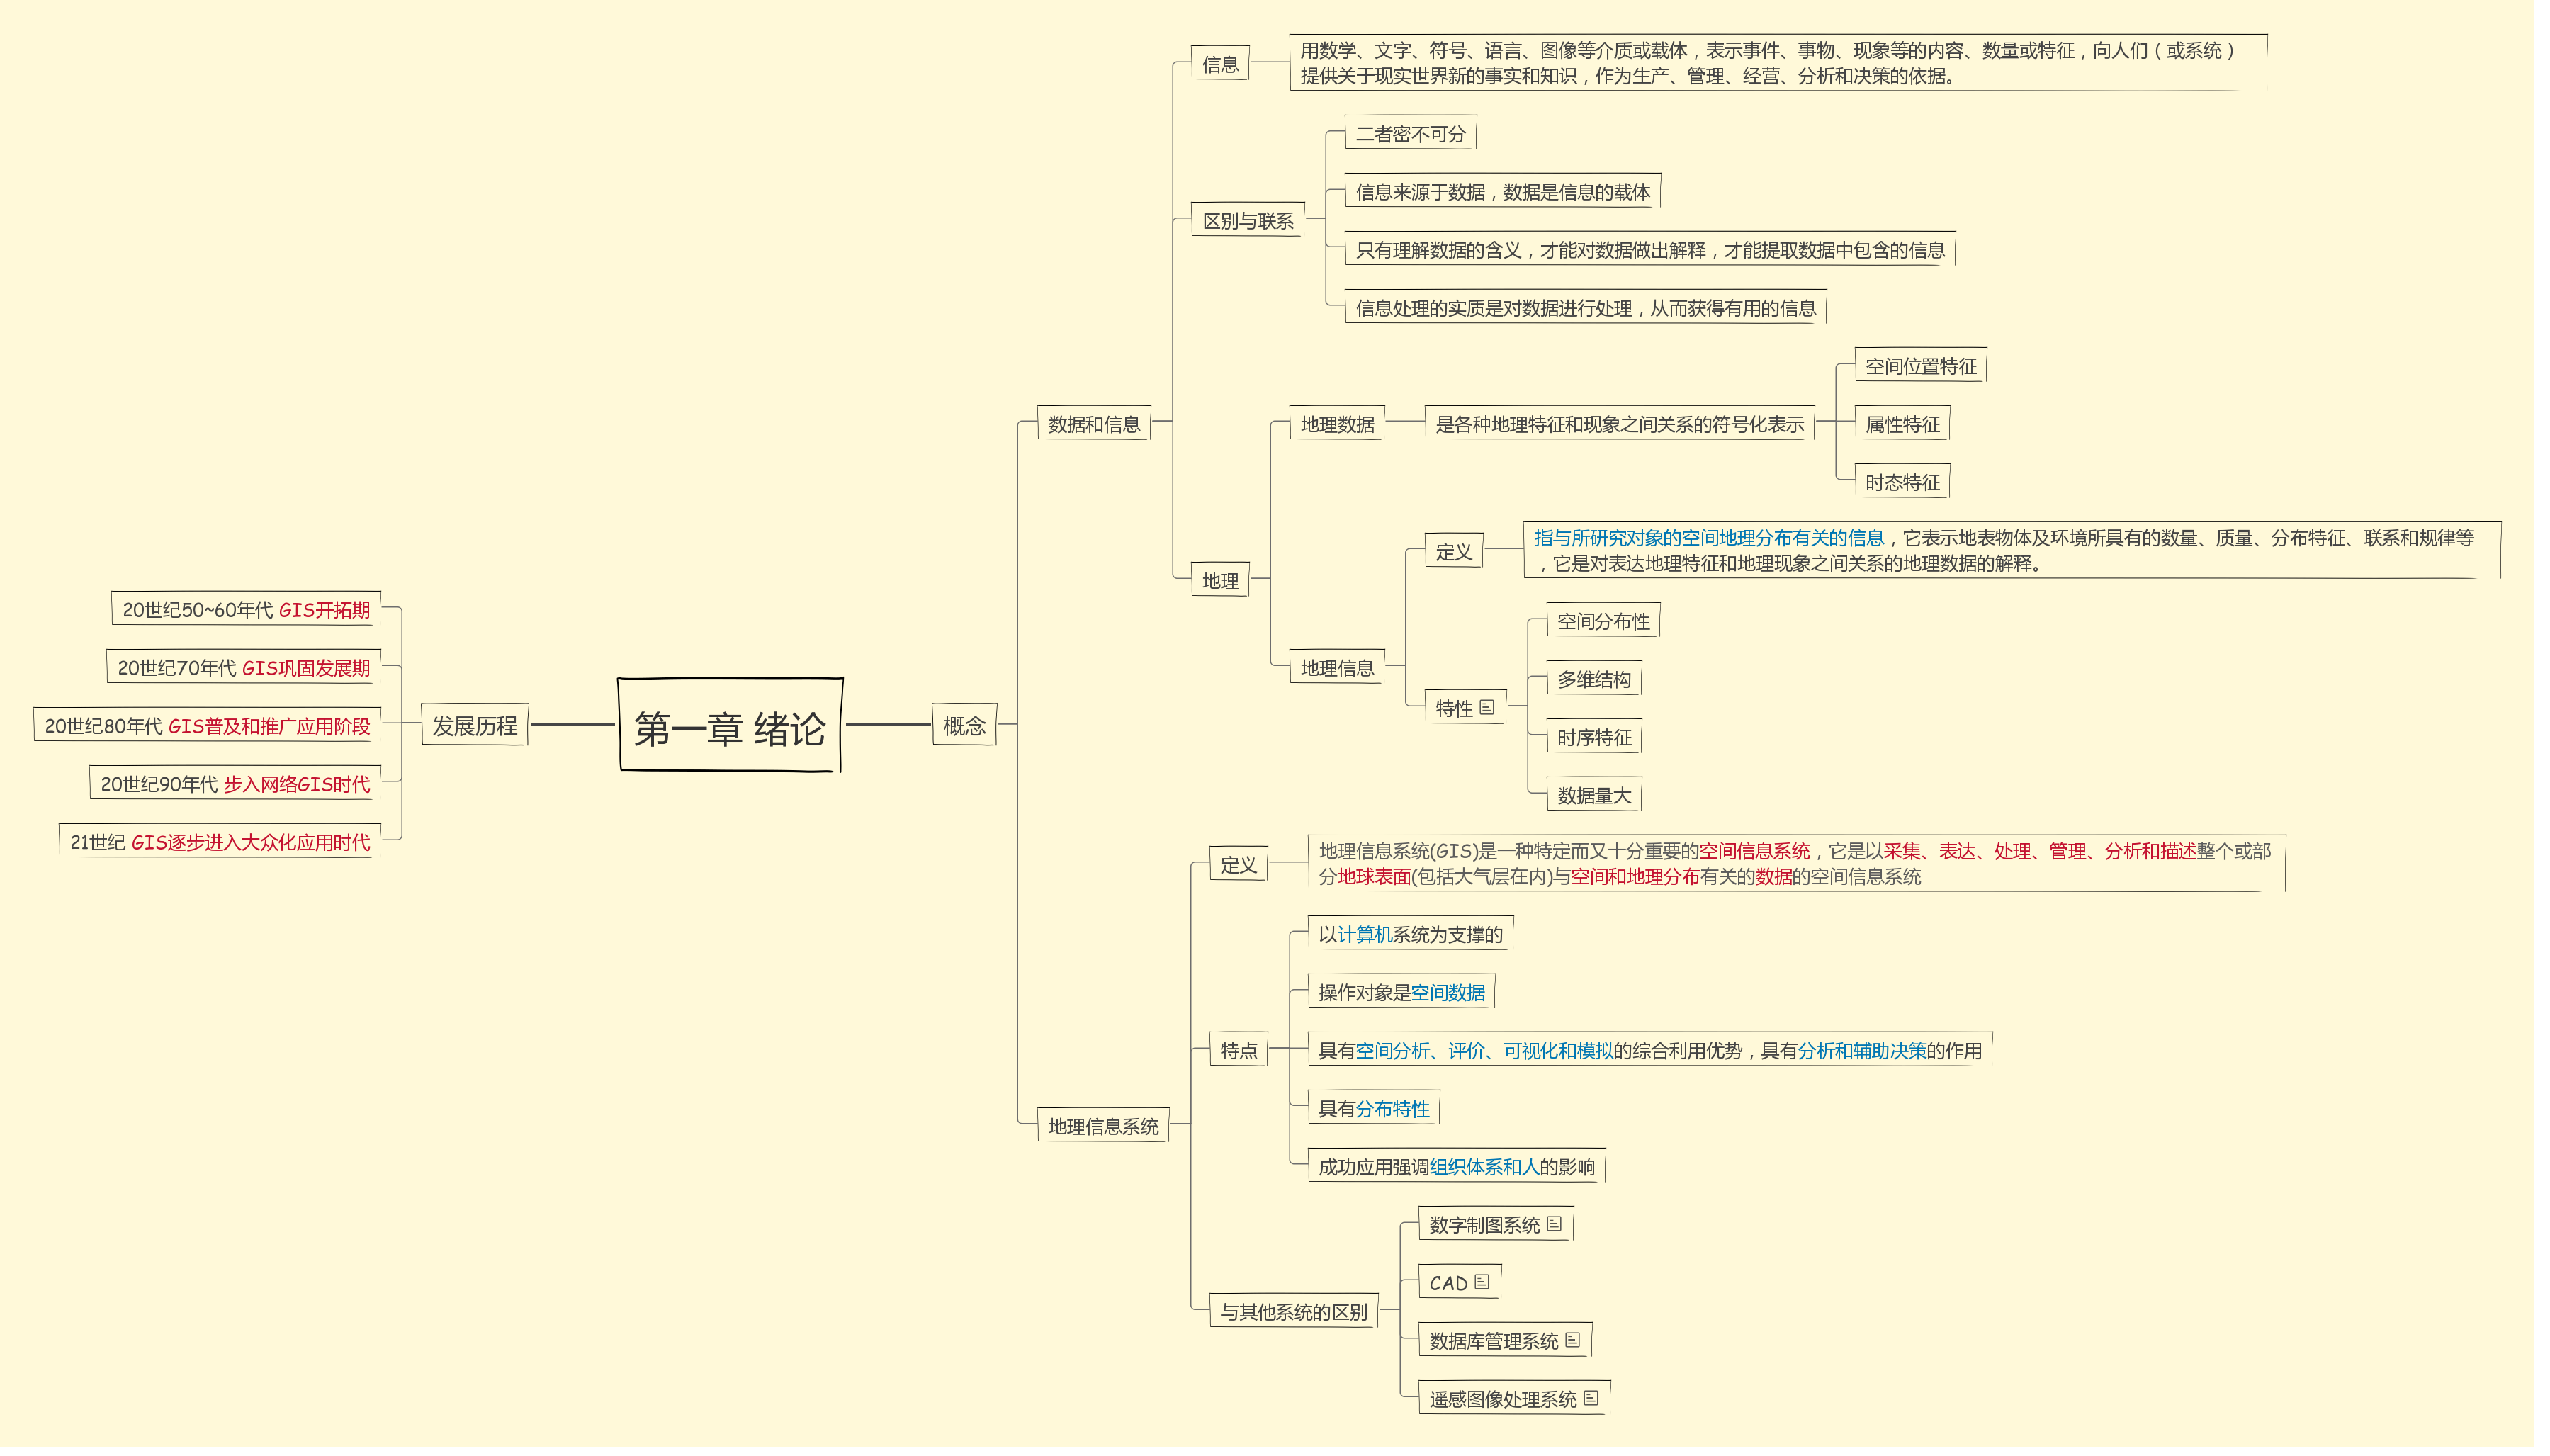 第一章 绪论
发展历程
20世纪50~60年代 GIS开拓期
20世纪70年代 GIS巩固发展期
20世纪80年代 GIS普及和推广应用阶段
20世纪90年代 步入网络GIS时代
21世纪 GIS逐步进入大众化应用时代
概念
数据和信息
信息
用数学、文字、符号、语言、图像等介质或载体，表示事件、事物、现象等的内容、数量或特征，向人们（或系统）
提供关于现实世界新的事实和知识，作为生产、管理、经营、分析和决策的依据。
区别与联系
二者密不可分
信息来源于数据，数据是信息的载体
只有理解数据的含义，才能对数据做出解释，才能提取数据中包含的信息
信息处理的实质是对数据进行处理，从而获得有用的信息
地理
地理数据
是各种地理特征和现象之间关系的符号化表示
空间位置特征
属性特征
时态特征
地理信息
定义
指与所研究对象的空间地理分布有关的信息，它表示地表物体及环境所具有的数量、质量、分布特征、联系和规律等
，它是对表达地理特征和地理现象之间关系的地理数据的解释。
特性
空间分布性
多维结构
时序特征
数据量大
地理信息系统
定义
地理信息系统(GIS)是一种特定而又十分重要的空间信息系统，它是以采集、表达、处理、管理、分析和描述整个或部
分地球表面(包括大气层在内)与空间和地理分布有关的数据的空间信息系统
特点
以计算机系统为支撑的
操作对象是空间数据
具有空间分析、评价、可视化和模拟的综合利用优势，具有分析和辅助决策的作用
具有分布特性
成功应用强调组织体系和人的影响
与其他系统的区别
数字制图系统
CAD
数据库管理系统
遥感图像处理系统